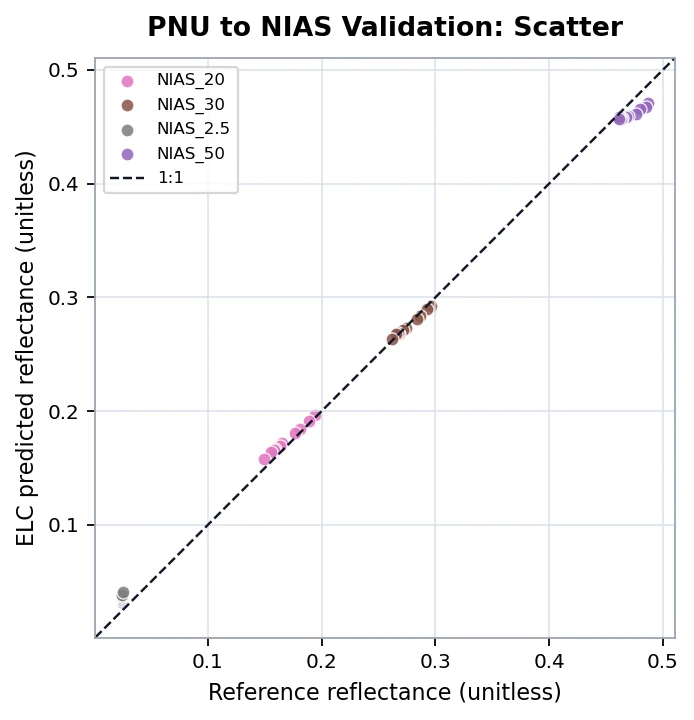 PNU to NIAS Validation: Scatter
NIAS_20
NIAS_30
NIAS_2.5
NIAS_50
1:1
0.5
0.4
0.3
0.2
0.1
ELC predicted reflectance (unitless)
0.1 0.2 0.3 0.4 0.5
Reference reflectance (unitless)